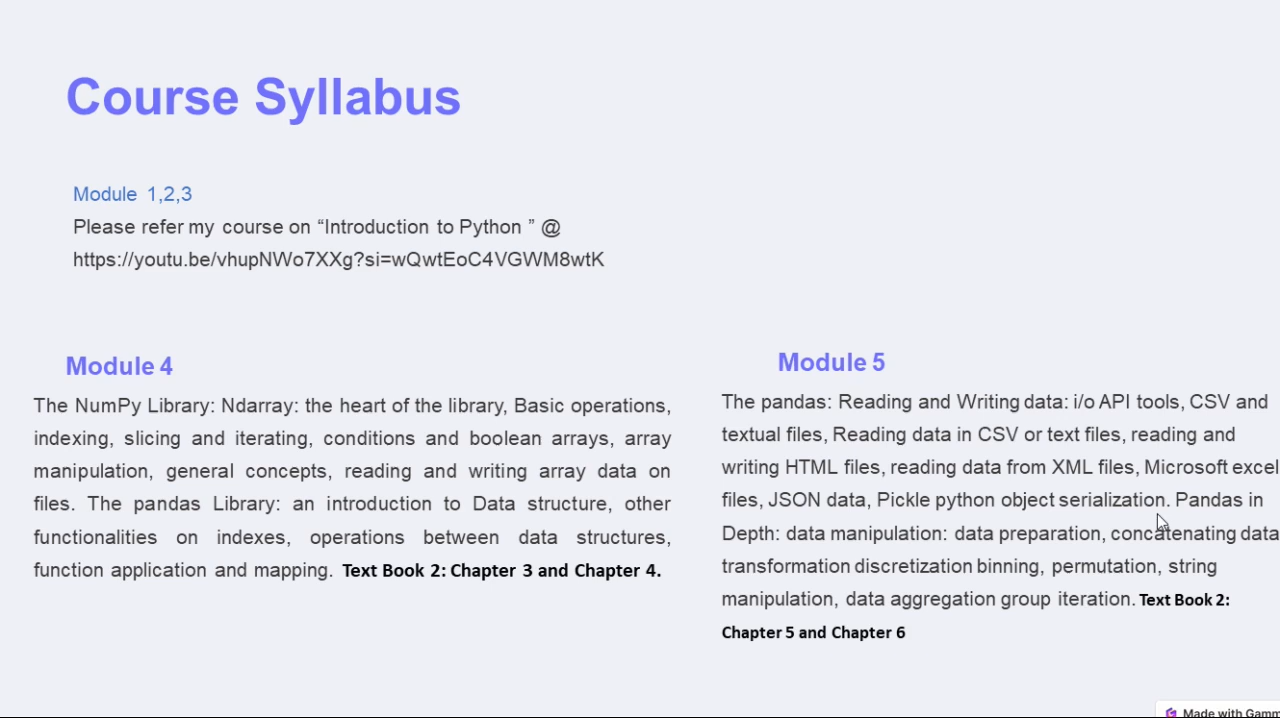 Course Syllabus
Module 1,2,3
Please refer my course on “Introduction to Python ” @
https://youtu.be/vhupNWo7XXg?si=wQwtEoC4VGWM8wtK
Module 4
The NumPy Library: Ndarray: the heart of the library, Basic operations,
indexing, slicing and iterating, conditions and boolean arrays, array
manipulation, general concepts, reading and writing array data on
files. The pandas Library: an introduction to Data structure, other
functionalities on indexes, operations between data structures,
function application and mapping. Text Book 2: Chapter 3 and Chapter 4.
Module 5
The pandas: Reading and Writing data: i/o API tools, CSV and
textual files, Reading data in CSV or text files, reading and
writing HTML files, reading data from XML files, Microsoft excel
files, JSON data, Pickle python object serialization. Pandas in
Depth: data manipulation: data preparation, concatenating data
transformation discretization binning, permutation, string
manipulation, data aggregation group iteration. Text Book 2:
Chapter 5 and Chapter 6
Made with